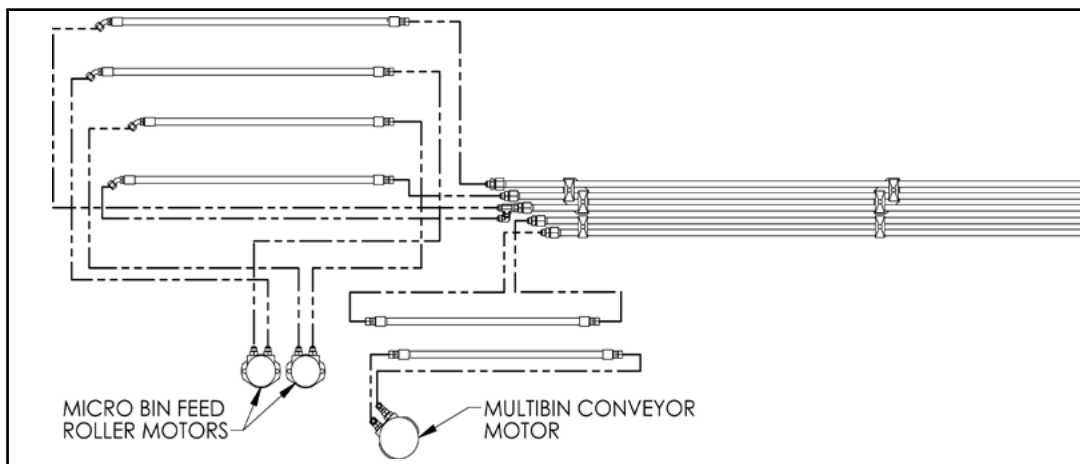 MICRO BIN FEED
ROLLER MOTORS
MULTIBIN CONVEYOR
MOTOR